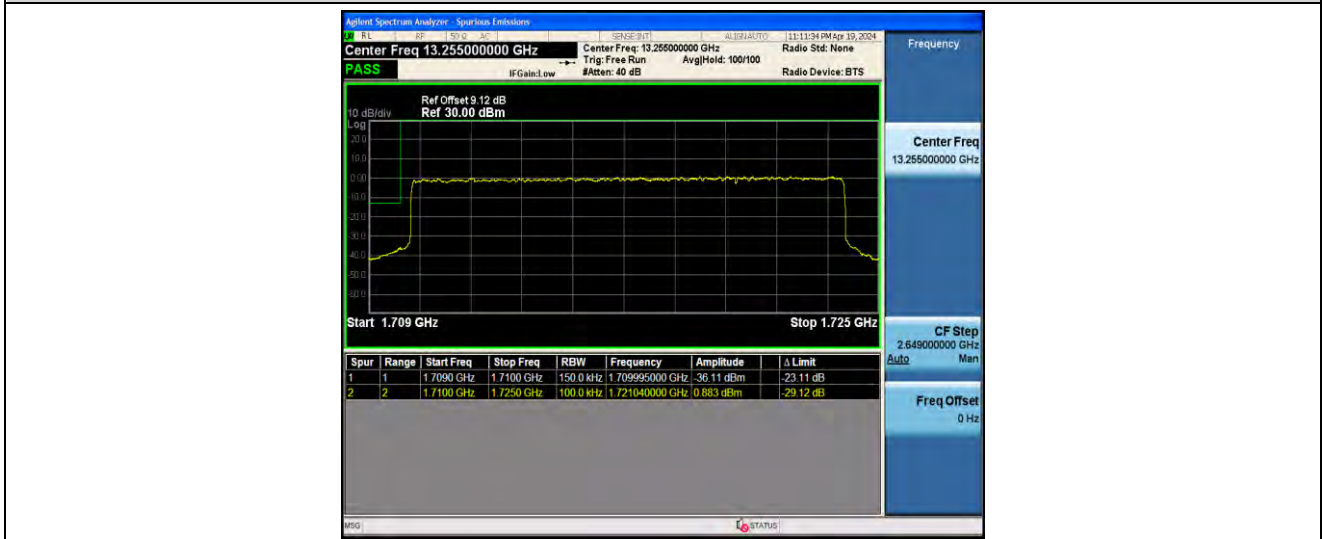 Agilent Spectrum Analyzer - Spurious Emissions
RL RF 50 Ω AC SENSE:INT ALIGNAUTO 11:11:34 PM Apr 19, 2024
Center Freq 13.255000000 GHz
Center Freq: 13.255000000 GHz
Radio Std: None
Trig: Free Run Avg|Hold: 100/100
PASS
IFGain:Low
#Atten: 40 dB
Radio Device: BTS
Ref Offset 9.12 dB
10 dB/div Ref 30.00 dBm
Log
20.0
10.0
0.00
-10.0
-20.0
-30.0
-40.0
-50.0
-60.0
Start 1.709 GHz Stop 1.725 GHz
Spur Range Start Freq Stop Freq RBW Frequency Amplitude Δ Limit
1 1 1.7090 GHz 1.7100 GHz 150.0 kHz 1.709995000 GHz -36.11 dBm -23.11 dB
2 2 1.7100 GHz 1.7250 GHz 100.0 kHz 1.721040000 GHz 0.883 dBm -29.12 dB
MSG STATUS
Frequency
Center Freq
13.255000000 GHz
CF Step
2.649000000 GHz
Auto Man
Freq Offset
0 Hz